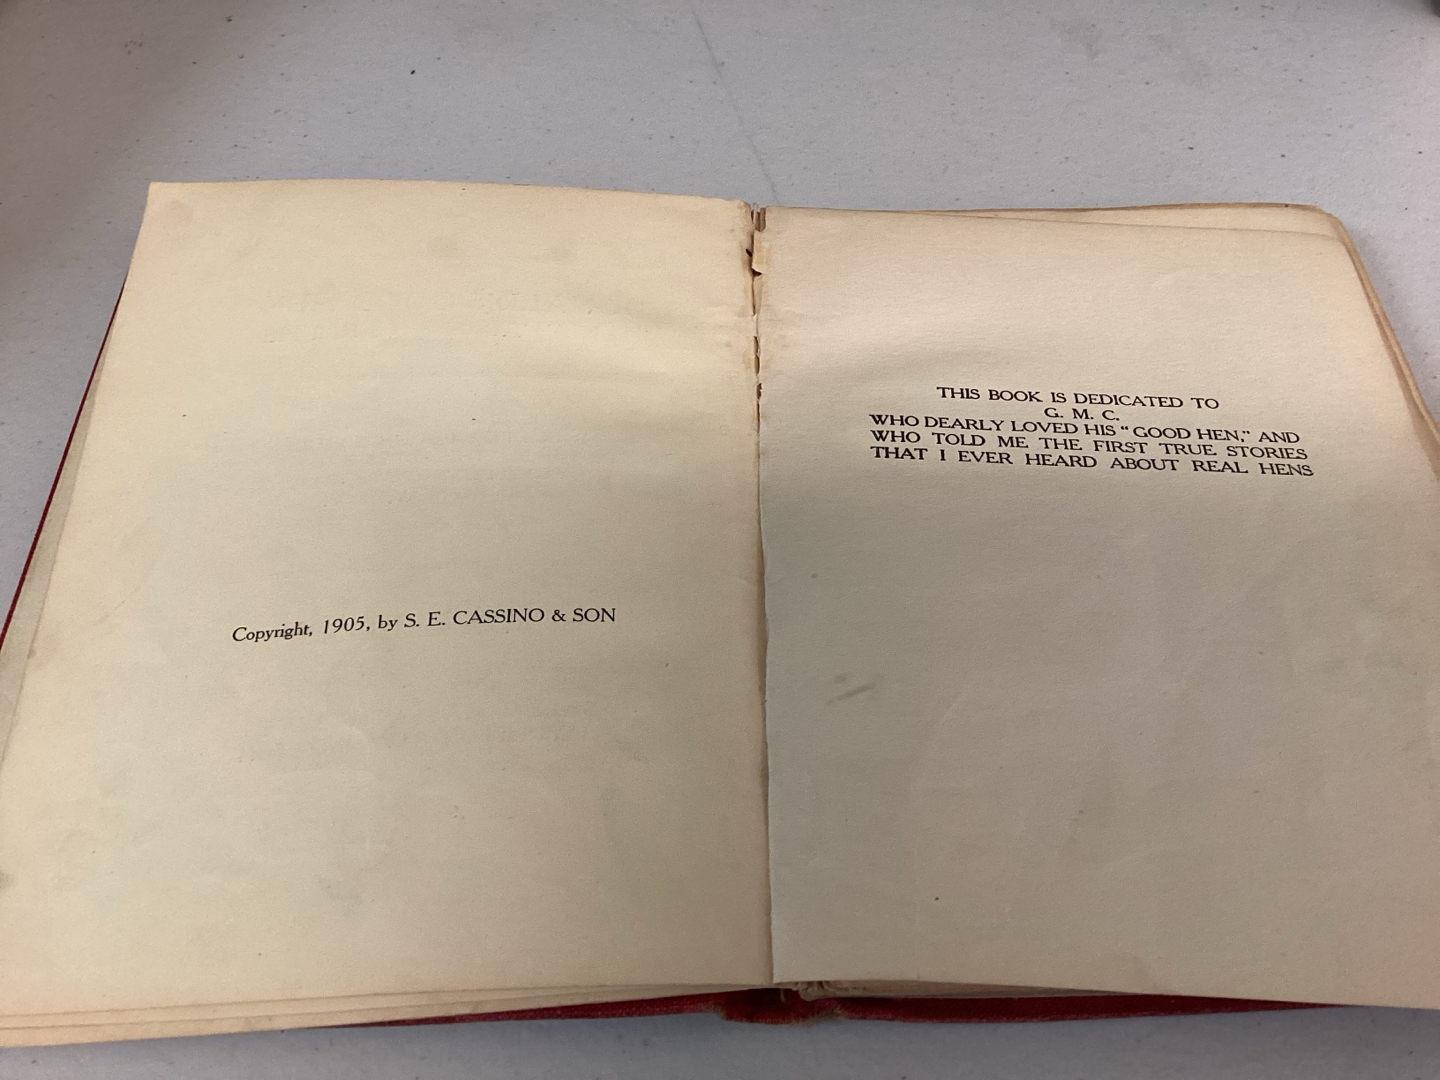 Copyright, 1905, by S. E. CASSINO & SON
THIS BOOK IS DEDICATED TO
G. M. C.
WHO DEARLY LOVED HIS “GOOD HEN,” AND
WHO TOLD ME THE FIRST TRUE STORIES
THAT I EVER HEARD ABOUT REAL HENS